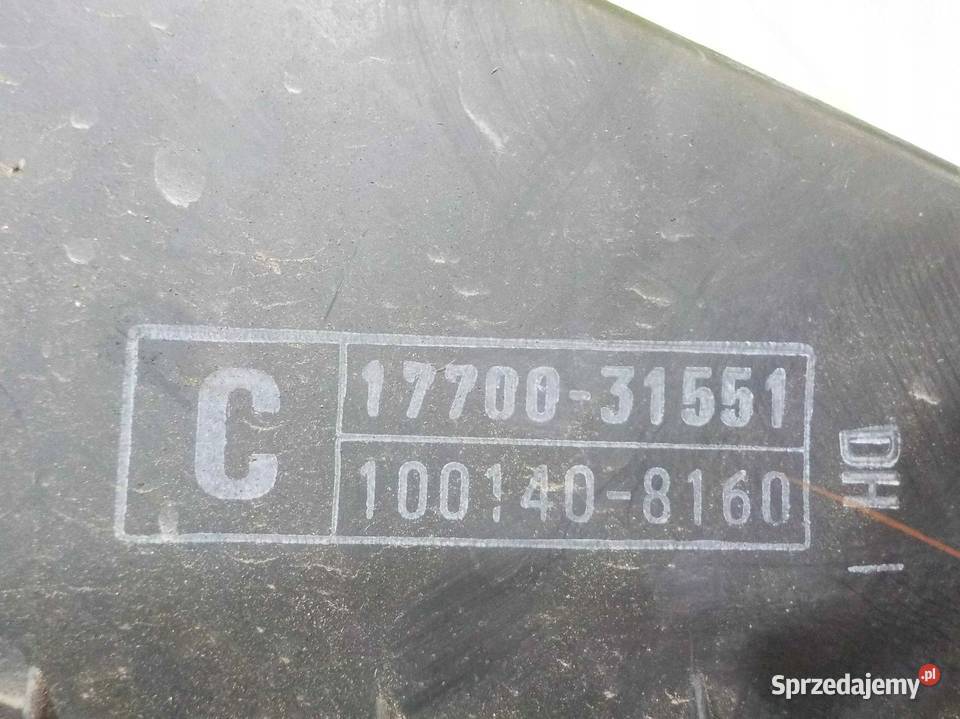 C
17700-31551
100140-8160
DH
I
Sprzedajemy.pl